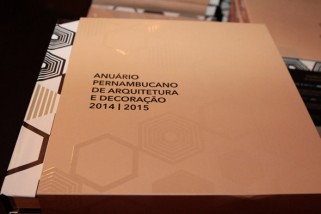 ANUÁRIO
PERNAMBUCANO
DE ARQUITETURA
E DECORAÇÃO
2014 | 2015